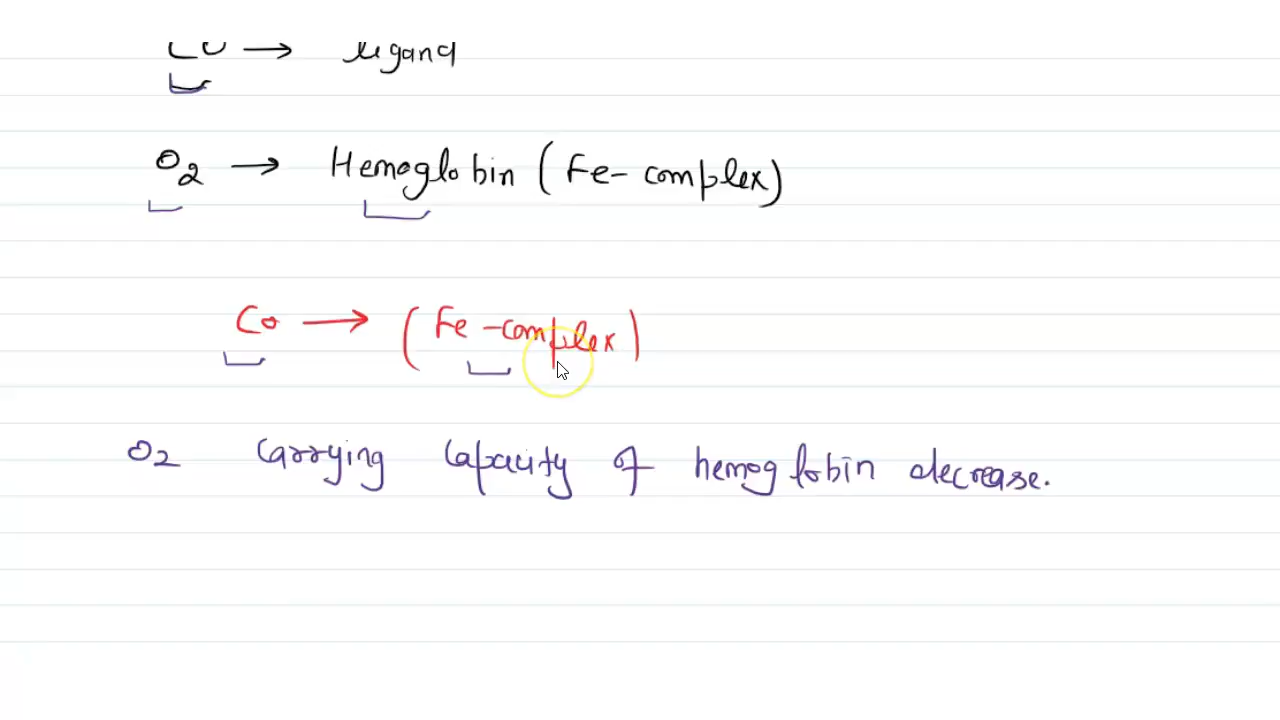 CO → ligand
O2 → Hemoglobin (Fe- complex)
Co → (Fe -complex)
O2 Carrying Capacity of hemoglobin decrease.